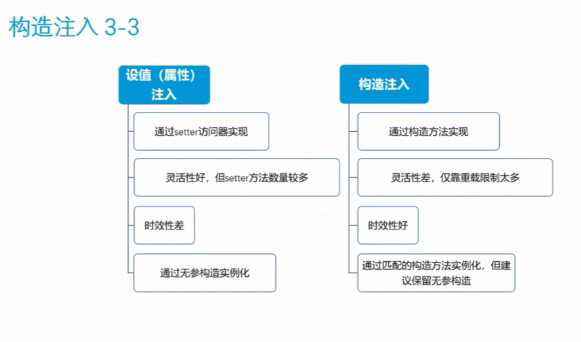 构造注入 3-3
设值（属性）
注入
通过setter访问器实现
灵活性好，但setter方法数量较多
时效性差
通过无参构造实例化
构造注入
通过构造方法实现
灵活性差，仅靠重载限制太多
时效性好
通过匹配的构造方法实例化，但建
议保留无参构造